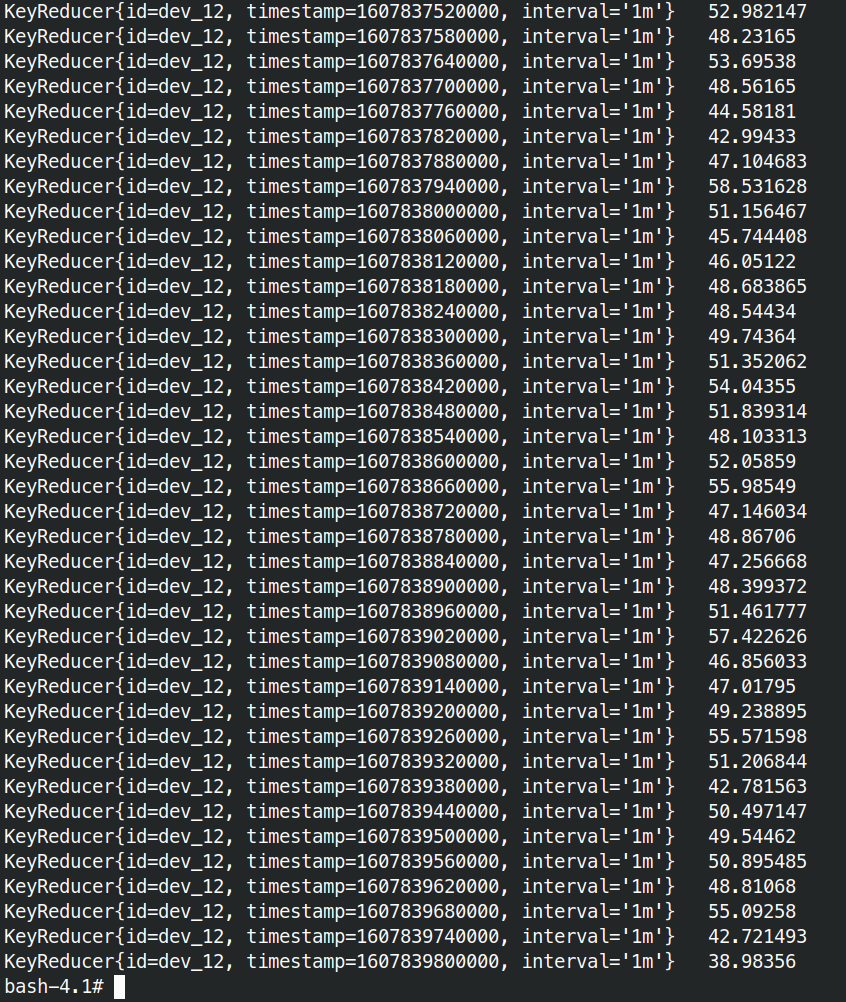 KeyReducer{id=dev_12, timestamp=1607837520000, interval='1m'}   52.982147
KeyReducer{id=dev_12, timestamp=1607837580000, interval='1m'}   48.23165
KeyReducer{id=dev_12, timestamp=1607837640000, interval='1m'}   53.69538
KeyReducer{id=dev_12, timestamp=1607837700000, interval='1m'}   48.56165
KeyReducer{id=dev_12, timestamp=1607837760000, interval='1m'}   44.58181
KeyReducer{id=dev_12, timestamp=1607837820000, interval='1m'}   42.99433
KeyReducer{id=dev_12, timestamp=1607837880000, interval='1m'}   47.104683
KeyReducer{id=dev_12, timestamp=1607837940000, interval='1m'}   58.531628
KeyReducer{id=dev_12, timestamp=1607838000000, interval='1m'}   51.156467
KeyReducer{id=dev_12, timestamp=1607838060000, interval='1m'}   45.744408
KeyReducer{id=dev_12, timestamp=1607838120000, interval='1m'}   46.05122
KeyReducer{id=dev_12, timestamp=1607838180000, interval='1m'}   48.683865
KeyReducer{id=dev_12, timestamp=1607838240000, interval='1m'}   48.54434
KeyReducer{id=dev_12, timestamp=1607838300000, interval='1m'}   49.74364
KeyReducer{id=dev_12, timestamp=1607838360000, interval='1m'}   51.352062
KeyReducer{id=dev_12, timestamp=1607838420000, interval='1m'}   54.04355
KeyReducer{id=dev_12, timestamp=1607838480000, interval='1m'}   51.839314
KeyReducer{id=dev_12, timestamp=1607838540000, interval='1m'}   48.103313
KeyReducer{id=dev_12, timestamp=1607838600000, interval='1m'}   52.05859
KeyReducer{id=dev_12, timestamp=1607838660000, interval='1m'}   55.98549
KeyReducer{id=dev_12, timestamp=1607838720000, interval='1m'}   47.146034
KeyReducer{id=dev_12, timestamp=1607838780000, interval='1m'}   48.86706
KeyReducer{id=dev_12, timestamp=1607838840000, interval='1m'}   47.256668
KeyReducer{id=dev_12, timestamp=1607838900000, interval='1m'}   48.399372
KeyReducer{id=dev_12, timestamp=1607838960000, interval='1m'}   51.461777
KeyReducer{id=dev_12, timestamp=1607839020000, interval='1m'}   57.422626
KeyReducer{id=dev_12, timestamp=1607839080000, interval='1m'}   46.856033
KeyReducer{id=dev_12, timestamp=1607839140000, interval='1m'}   47.01795
KeyReducer{id=dev_12, timestamp=1607839200000, interval='1m'}   49.238895
KeyReducer{id=dev_12, timestamp=1607839260000, interval='1m'}   55.571598
KeyReducer{id=dev_12, timestamp=1607839320000, interval='1m'}   51.206844
KeyReducer{id=dev_12, timestamp=1607839380000, interval='1m'}   42.781563
KeyReducer{id=dev_12, timestamp=1607839440000, interval='1m'}   50.497147
KeyReducer{id=dev_12, timestamp=1607839500000, interval='1m'}   49.54462
KeyReducer{id=dev_12, timestamp=1607839560000, interval='1m'}   50.895485
KeyReducer{id=dev_12, timestamp=1607839620000, interval='1m'}   48.81068
KeyReducer{id=dev_12, timestamp=1607839680000, interval='1m'}   55.09258
KeyReducer{id=dev_12, timestamp=1607839740000, interval='1m'}   42.721493
KeyReducer{id=dev_12, timestamp=1607839800000, interval='1m'}   38.98356
bash-4.1#